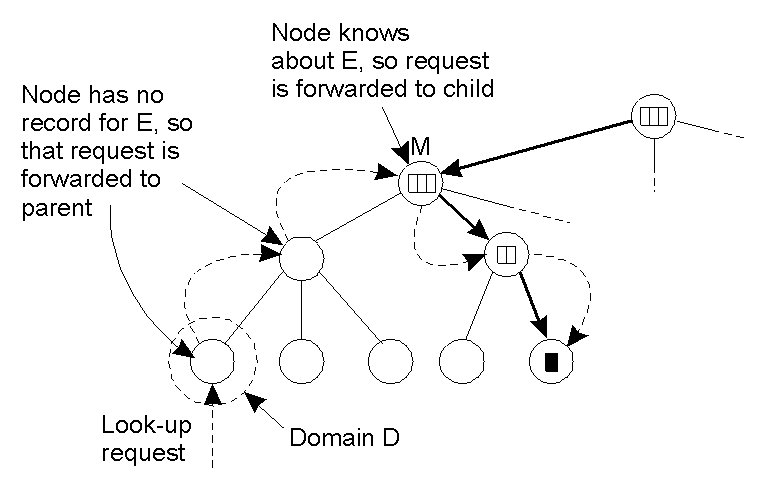 Node knows
about E, so request
is forwarded to child
Node has no
record for E, so
that request is
forwarded to
parent
M
Look-up
request
Domain D